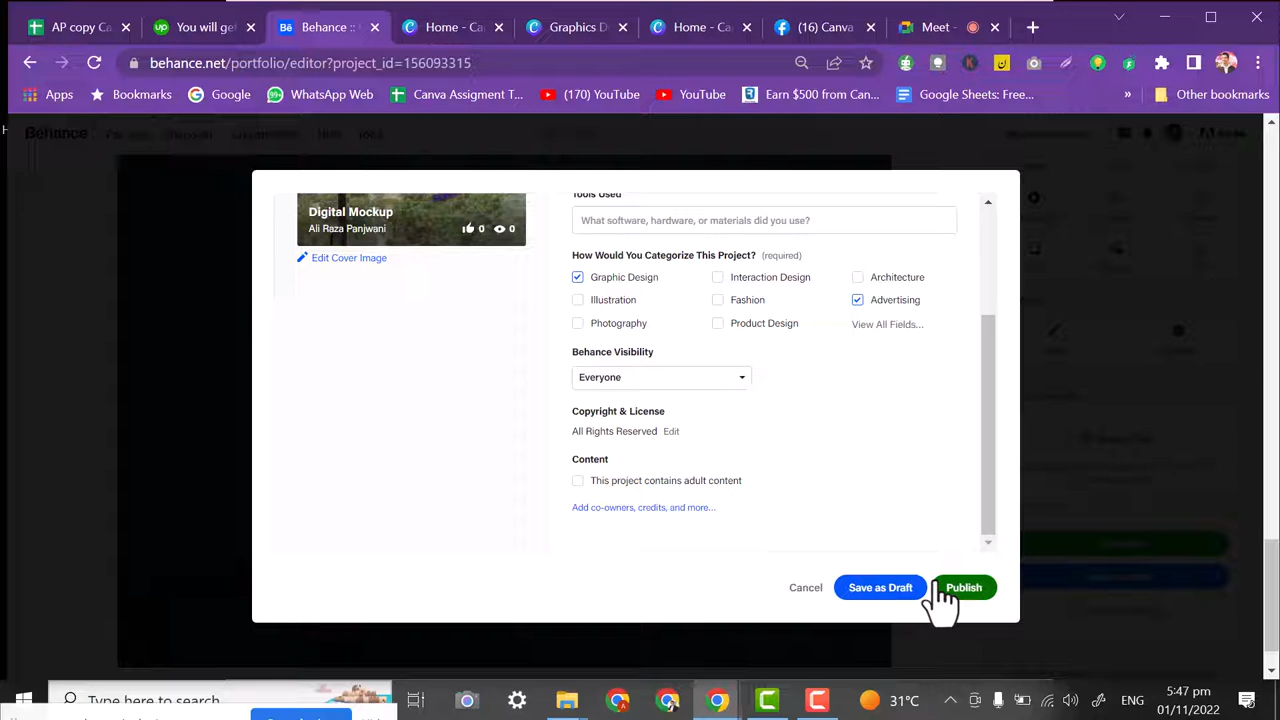 AP copy Ca
You will get
Behance ::
Home - Ca
Graphics D
Home - Ca
(16) Canva
Meet -
behance.net/portfolio/editor?project_id=156093315
Apps
Bookmarks
Google
99+
WhatsApp Web
Canva Assigment T...
(170) YouTube
YouTube
Earn $500 from Can...
Google Sheets: Free...
»
Other bookmarks
Behance
Digital Mockup
Ali Raza Panjwani
0
0
Edit Cover Image
Tools Used
What software, hardware, or materials did you use?
How Would You Categorize This Project? (required)
Graphic Design
Interaction Design
Architecture
Illustration
Fashion
Advertising
Photography
Product Design
View All Fields...
Behance Visibility
Everyone
Copyright & License
All Rights Reserved Edit
Content
This project contains adult content
Add co-owners, credits, and more...
Cancel
Save as Draft
Publish
Type here to search
31°C
ENG
5:47 pm
01/11/2022